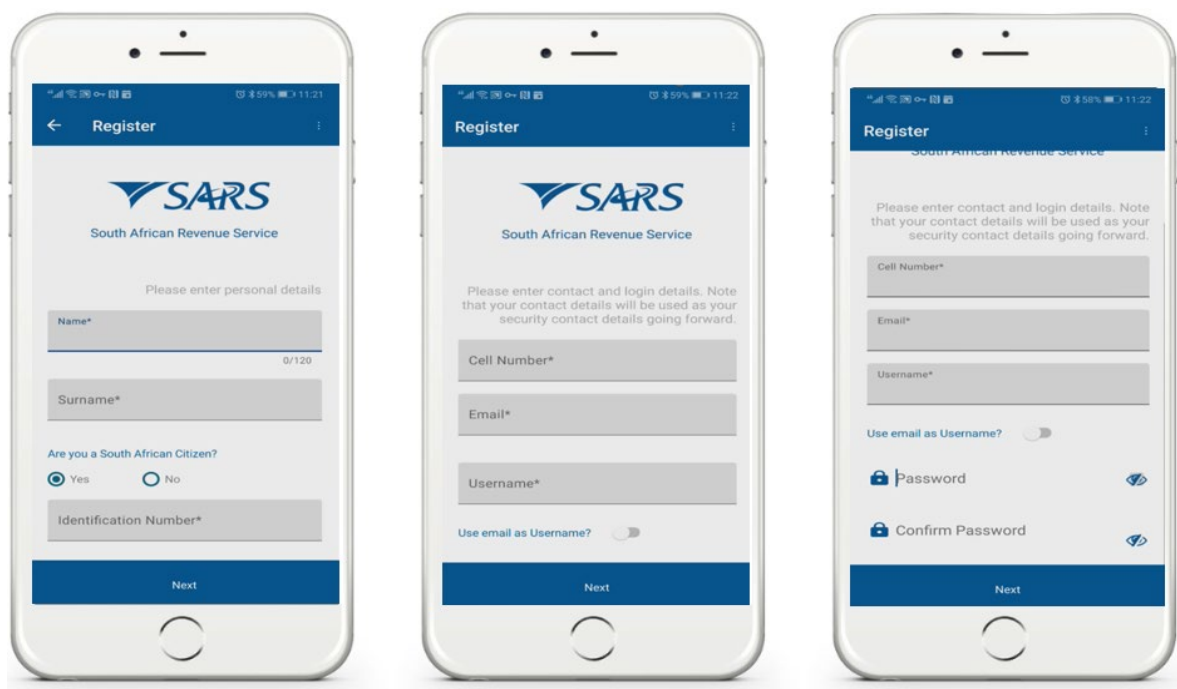 59% 11:21
Register
SARS
South African Revenue Service
Please enter personal details
Name*
0/120
Surname*
Are you a South African Citizen?
Yes No
Identification Number*
Next
59% 11:22
Register
SARS
South African Revenue Service
Please enter contact and login details. Note
that your contact details will be used as your
security contact details going forward.
Cell Number*
Email*
Username*
Use email as Username?
Next
58% 11:22
Register
South African Revenue Service
Please enter contact and login details. Note
that your contact details will be used as your
security contact details going forward.
Cell Number*
Email*
Username*
Use email as Username?
Password
Confirm Password
Next